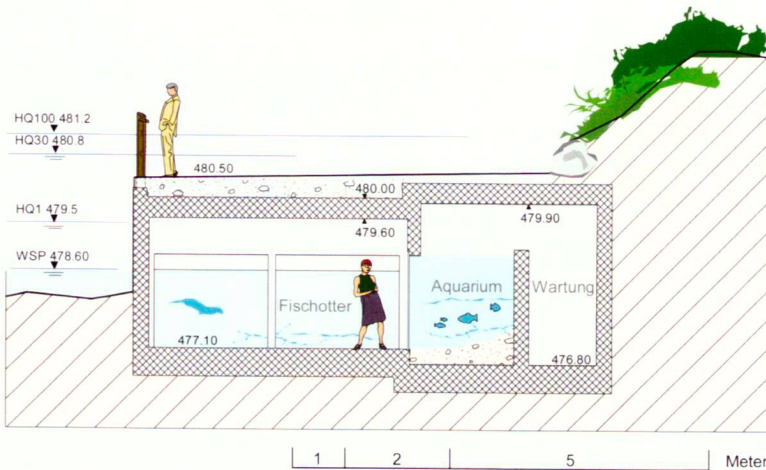 HQ100 481.2
HQ30 480.8
480.50
480.00
HQ1 479.5
479.60
479.90
WSP 478.60
Fischotter
Aquarium
Wartung
477.10
476.80
1 2 5 Meter